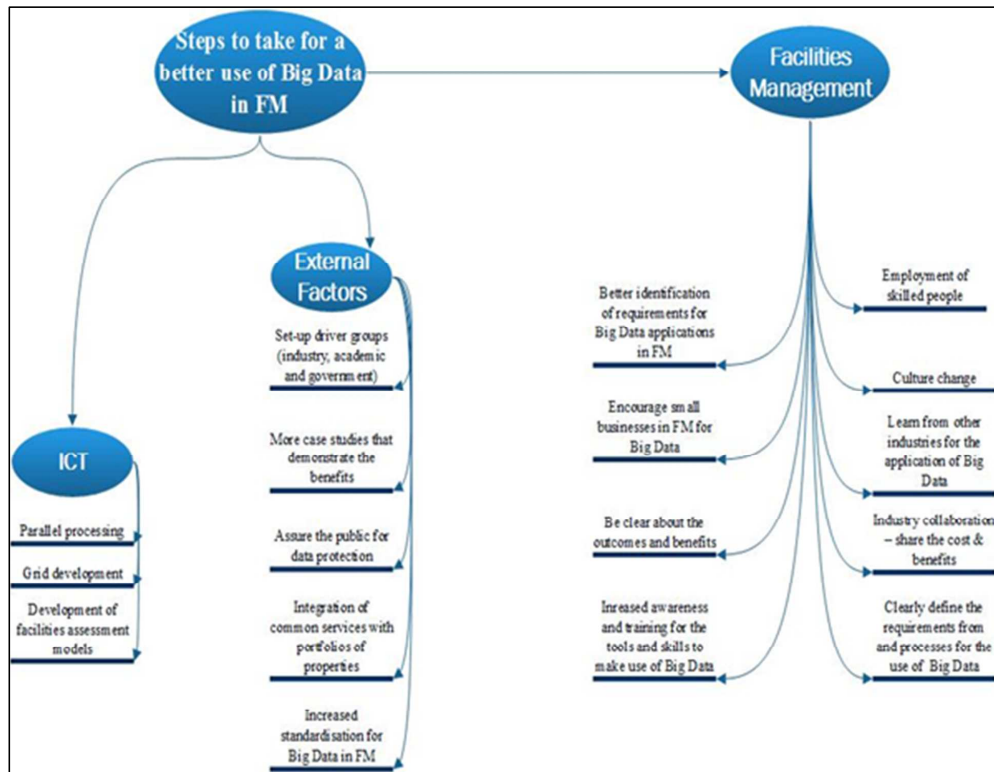 Steps to take for a
better use of Big Data
in FM
Facilities
Management
External
Factors
Set-up driver groups
(industry, academic
and government)
More case studies that
demonstrate the
benefits
Assure the public for
data protection
Integration of
common services with
portfolios of
properties
Increased
standardisation for
Big Data in FM
ICT
Parallel processing
Grid development
Development of
facilities assessment
models
Better identification
of requirements for
Big Data applications
in FM
Encourage small
businesses in FM for
Big Data
Be clear about the
outcomes and benefits
Inreased awareness
and training for the
tools and skills to
make use of Big Data
Employment of
skilled people
Culture change
Learn from other
industries for the
application of Big
Data
Industry collaboration
– share the cost &
benefits
Clearly define the
requirements from
and processes for the
use of Big Data